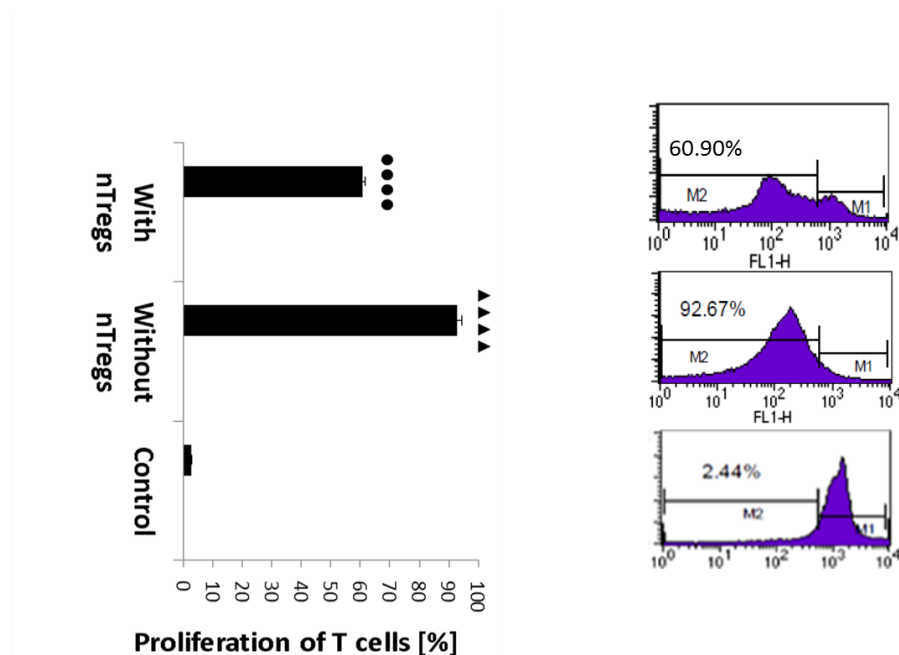 With
nTregs
Without
nTregs
Control
0 10 20 30 40 50 60 70 80 90 100
Proliferation of T cells [%]
60.90%
M2
M1
10^0 10^1 10^2 10^3 10^4
FL1-H
92.67%
M2
M1
10^0 10^1 10^2 10^3 10^4
FL1-H
2.44%
M2
M1
10^0 10^1 10^2 10^3 10^4